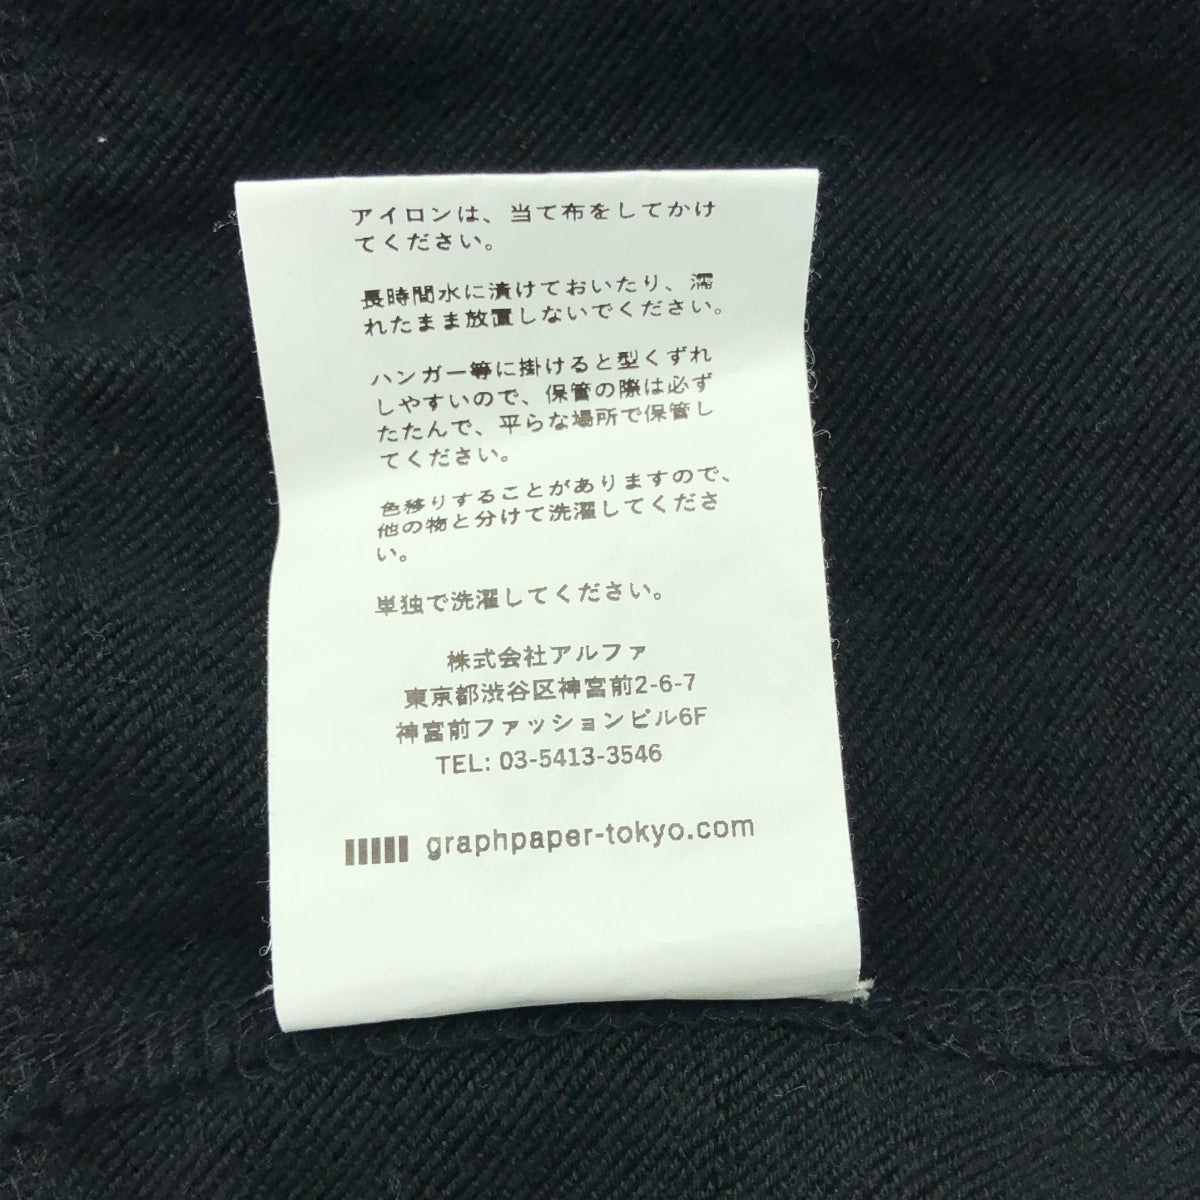 アイロンは、当て布をしてかけ
てください。
長時間水に漬けておいたり、濡
れたまま放置しないでください。
ハンガー等に掛けると型くずれ
しやすいので、保管の際は必ず
たたんで、平らな場所で保管し
てください。
色移りすることがありますので、
他の物と分けて洗濯してくださ
い。
単独で洗濯してください。
株式会社アルファ
東京都渋谷区神宮前2-6-7
神宮前ファッションビル6F
TEL: 03-5413-3546
graphpaper-tokyo.com